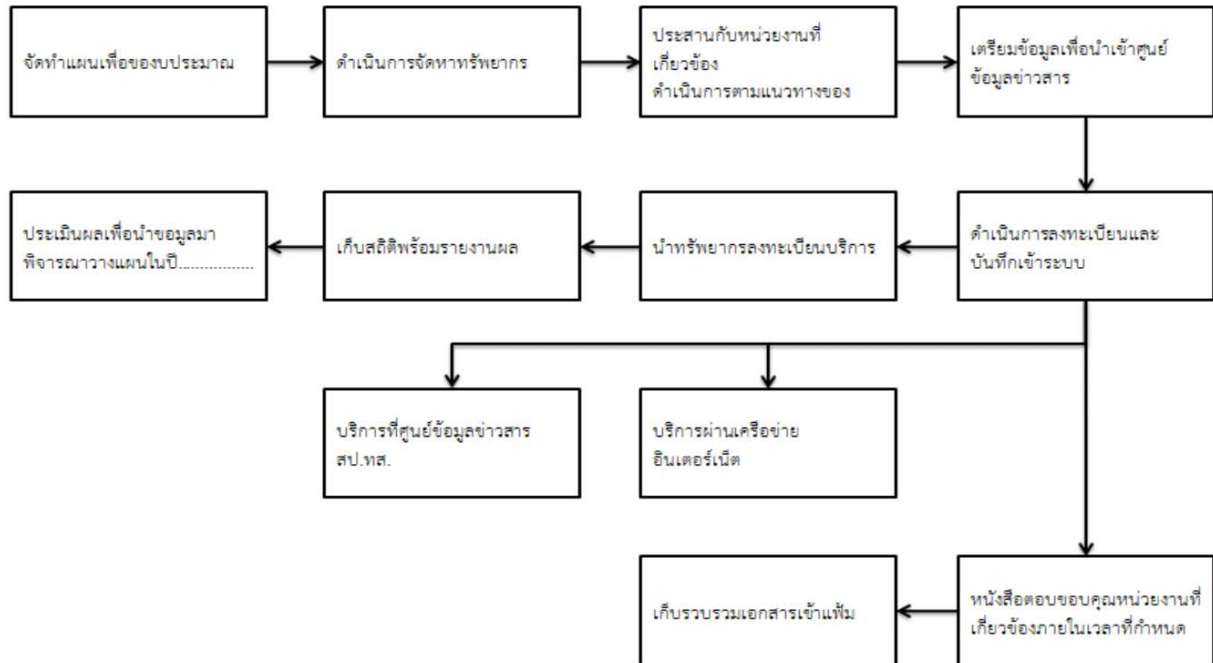 จัดทำแผนเพื่อของบประมาณ
ดำเนินการจัดหาทรัพยากร
ประสานกับหน่วยงานที่
เกี่ยวข้อง
ดำเนินการตามแนวทางของ
เตรียมข้อมูลเพื่อนำเข้าศูนย์
ข้อมูลข่าวสาร
ประเมินผลเพื่อนำขอมูลมา
พิจารณาวางแผนในปี................
เก็บสถิติพร้อมรายงานผล
นำทรัพยากรลงทะเบียนบริการ
ดำเนินการลงทะเบียนและ
บันทึกเข้าระบบ
บริการที่ศูนย์ข้อมูลข่าวสาร
สป.ทส.
บริการผ่านเครือข่าย
อินเตอร์เน็ต
เก็บรวบรวมเอกสารเข้าแฟ้ม
หนังสือตอบขอบคุณหน่วยงานที่
เกี่ยวข้องภายในเวลาที่กำหนด